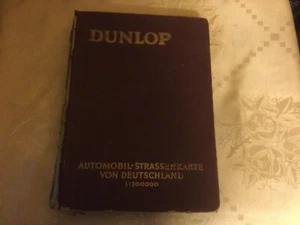 DUNLOP
AUTOMOBIL-STRASSENKARTE
VON DEUTSCHLAND
1:300000